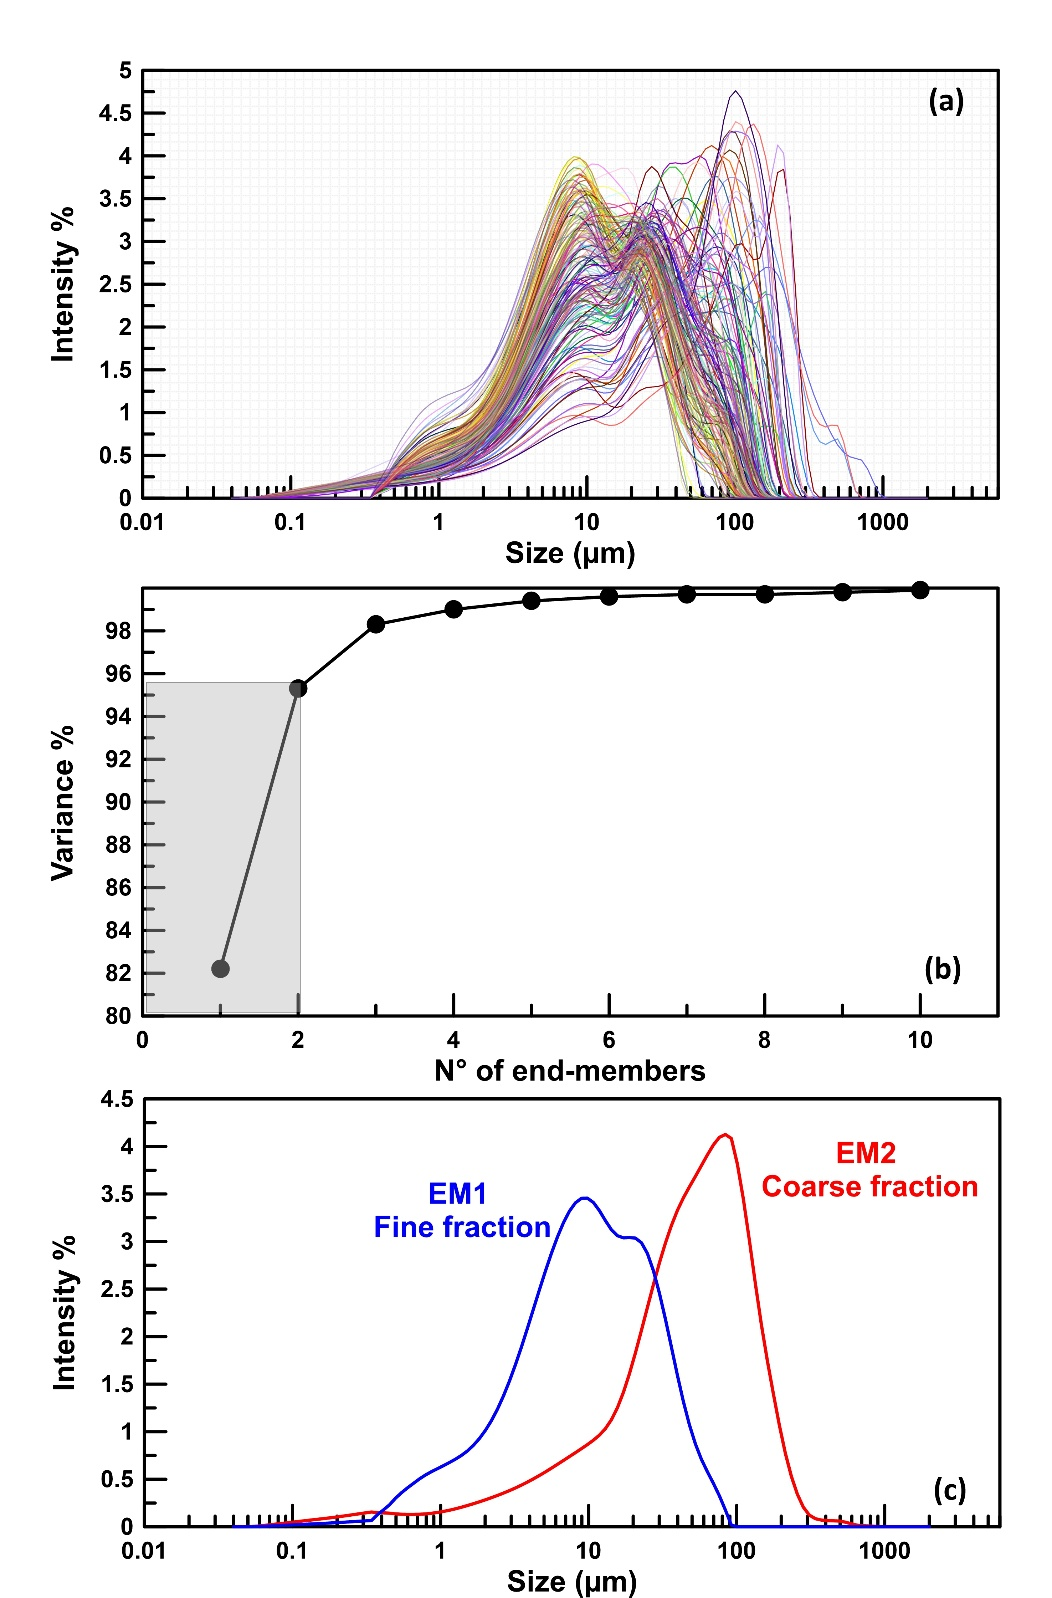 5
4.5
4
3.5
3
2.5
2
1.5
1
0.5
0
Intensity %
(a)
0.01 0.1 1 10 100 1000
Size (µm)
98
96
94
92
90
88
86
84
82
80
Variance %
(b)
0 2 4 6 8 10
N° of end-members
4.5
4
3.5
3
2.5
2
1.5
1
0.5
0
Intensity %
EM1
Fine fraction
EM2
Coarse fraction
(c)
0.01 0.1 1 10 100 1000
Size (µm)